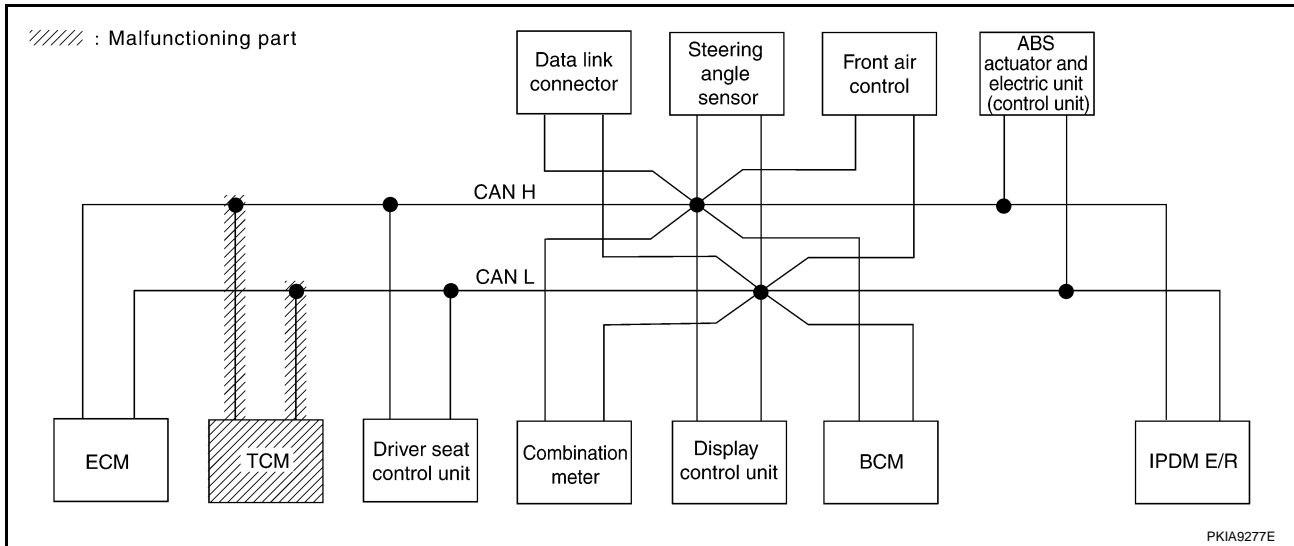 : Malfunctioning part
Data link
connector
Steering
angle
sensor
Front air
control
ABS
actuator and
electric unit
(control unit)
CAN H
CAN L
ECM
TCM
Driver seat
control unit
Combination
meter
Display
control unit
BCM
IPDM E/R
PKIA9277E